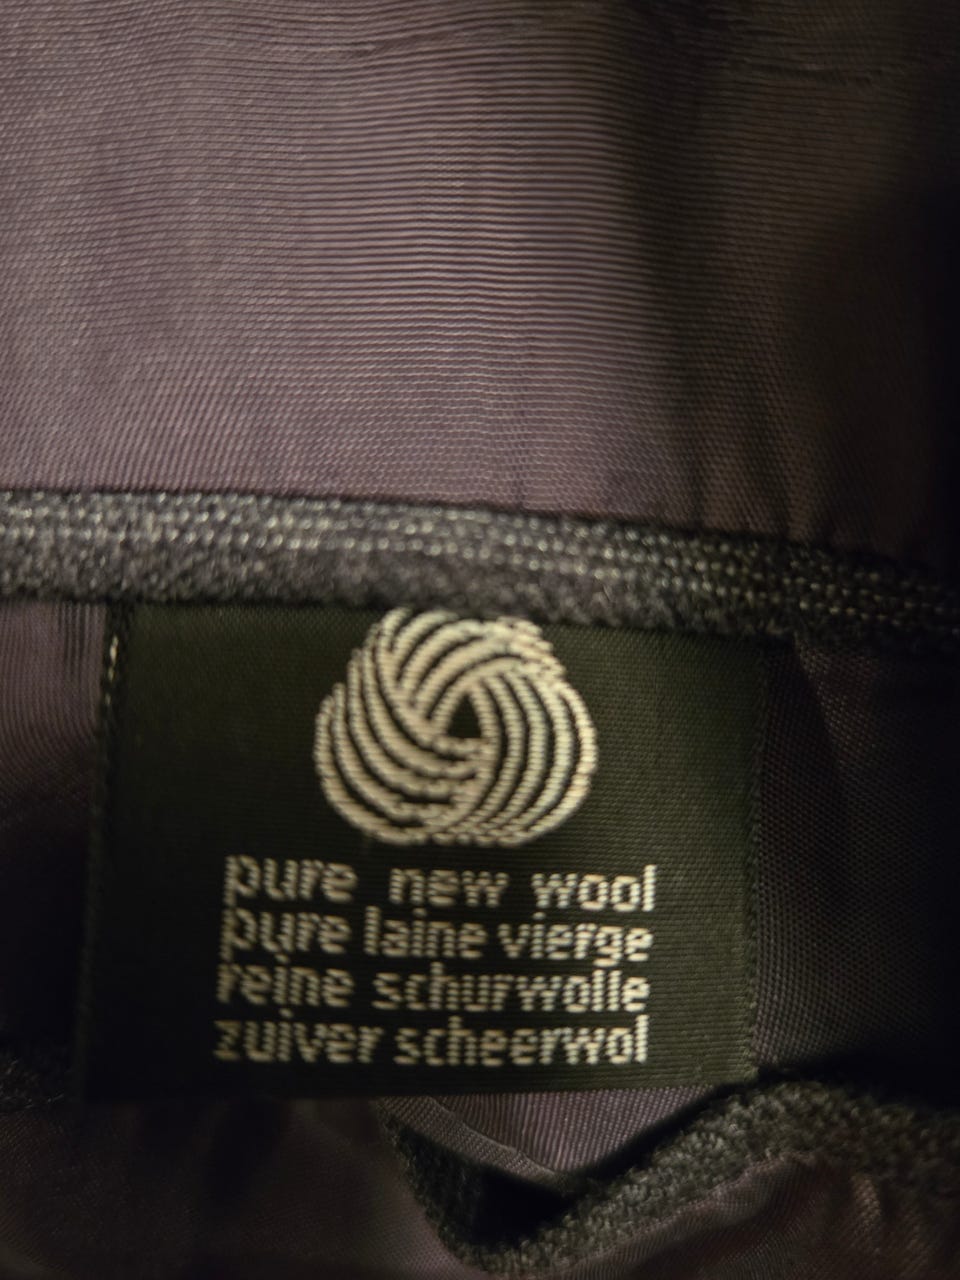 pure new wool
pure laine vierge
reine schurwolle
zuiver scheerwol